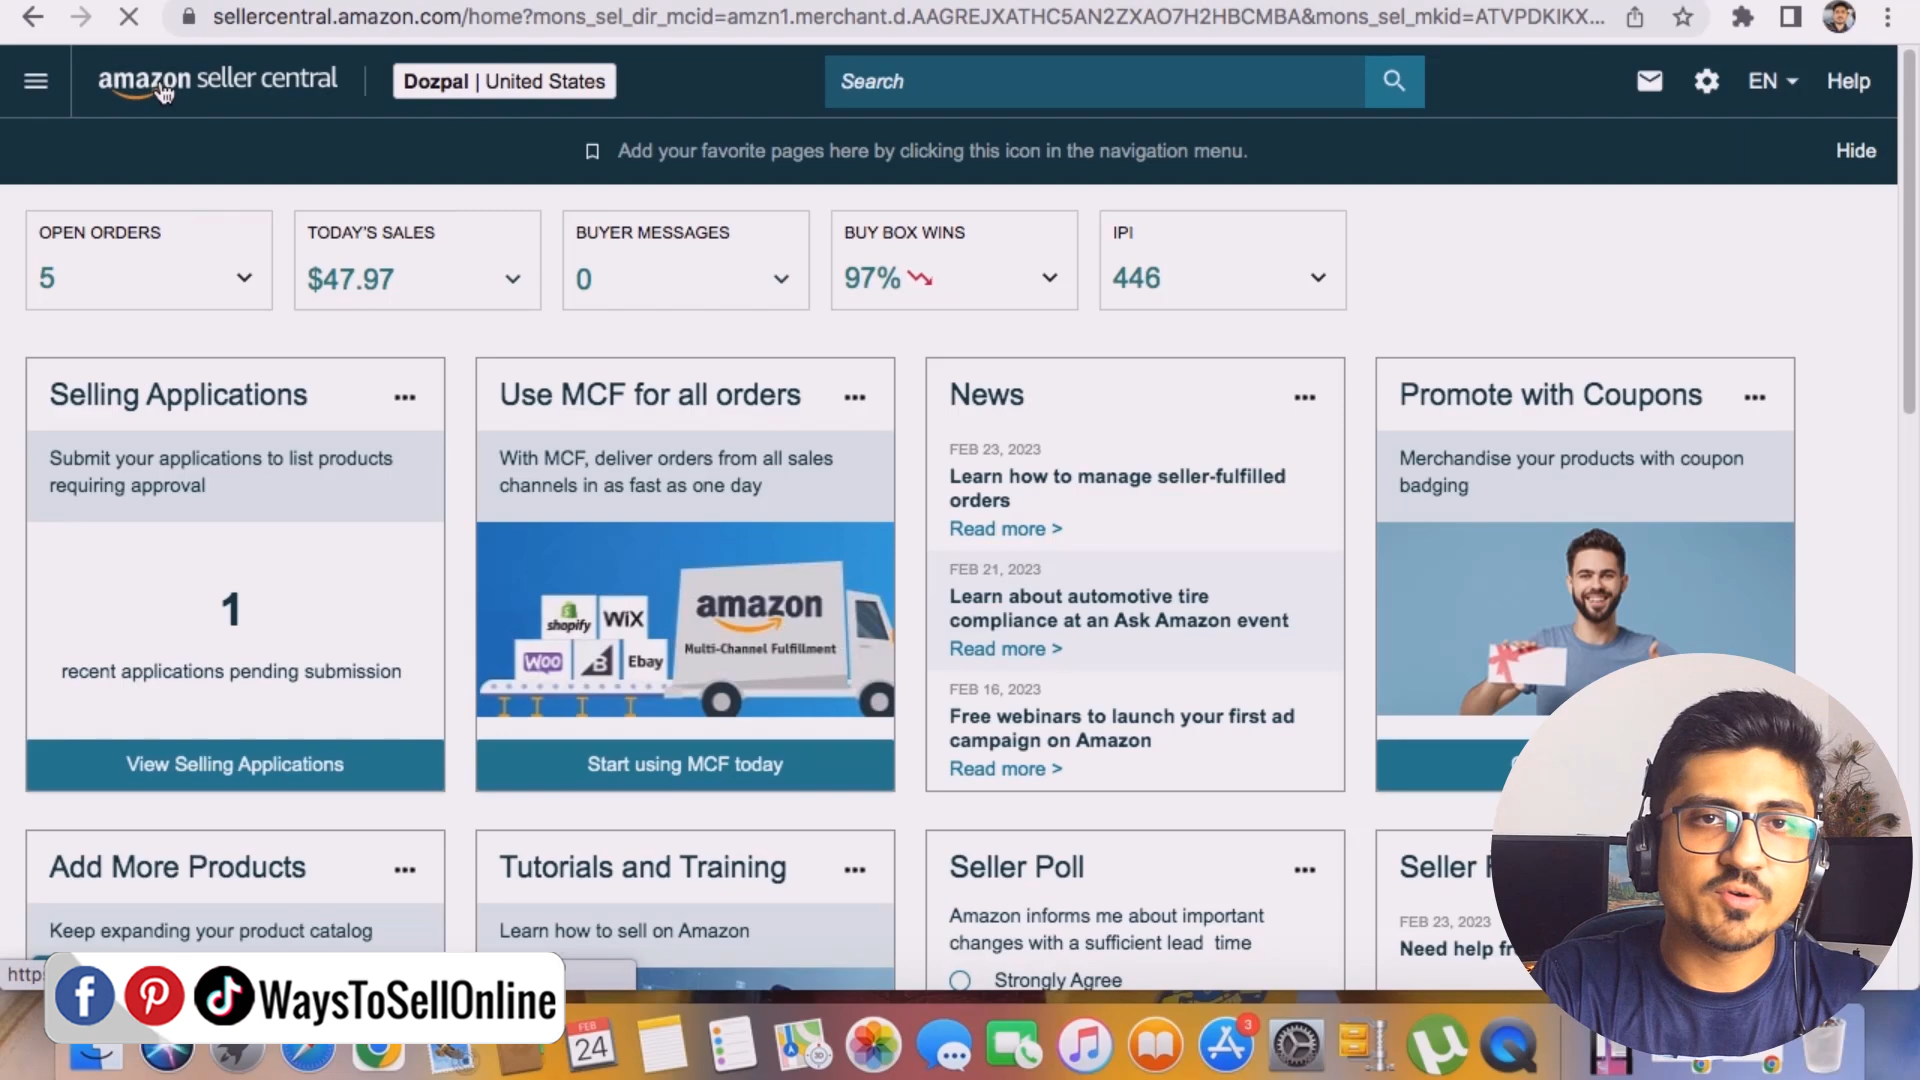 sellercentral.amazon.com/home?mons_sel_dir_mcid=amzn1.merchant.d.AAGREJXATHC5AN2ZXAO7H2HBCMBA&mons_sel_mkid=ATVPDKIKX...
amazon seller central
Dozpal | United States
Search
EN
Help
Add your favorite pages here by clicking this icon in the navigation menu.
Hide
OPEN ORDERS
5
TODAY'S SALES
$47.97
BUYER MESSAGES
0
BUY BOX WINS
97%
IPI
446
Selling Applications
Submit your applications to list products
requiring approval
1
recent applications pending submission
View Selling Applications
Use MCF for all orders
With MCF, deliver orders from all sales
channels in as fast as one day
shopify
WiX
WOO
B
Ebay
amazon
Multi-Channel Fulfillment
Start using MCF today
News
FEB 23, 2023
Learn how to manage seller-fulfilled
orders
Read more >
FEB 21, 2023
Learn about automotive tire
compliance at an Ask Amazon event
Read more >
FEB 16, 2023
Free webinars to launch your first ad
campaign on Amazon
Read more >
Promote with Coupons
Merchandise your products with coupon
badging
Add More Products
Keep expanding your product catalog
Tutorials and Training
Learn how to sell on Amazon
Seller Poll
Amazon informs me about important
changes with a sufficient lead time
Strongly Agree
Seller
FEB 23, 2023
Need help
http
WaysToSellOnline
FEB
24
3D
3